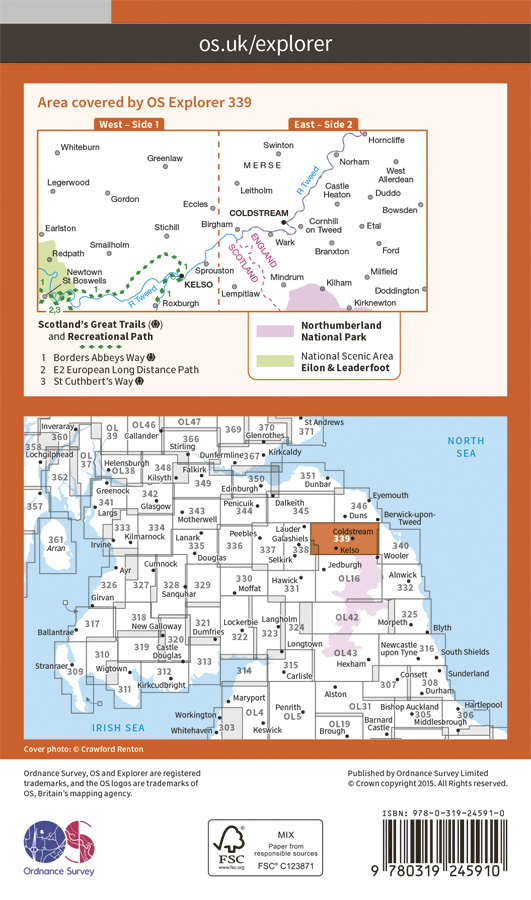 os.uk/explorer
Area covered by OS Explorer 339
West – Side 1
East – Side 2
Whiteburn
Greenlaw
Legerwood
Gordon
Eccles
Earlston
Stichill
Smailholm
Redpath
Newtown
St Boswells
1
1
1
2,3
R Tweed
KELSO
Roxburgh
Swinton
MERSE
Leitholm
COLDSTREAM
Birgham
Sprouston
Lempitlaw
ENGLAND
SCOTLAND
Wark
Mindrum
R Tweed
Horncliffe
Norham
West
Allerdean
Castle
Heaton
Duddo
Bowsden
Cornhill
on Tweed
Etal
Branxton
Ford
Milfield
Kilham
Doddington
Kirknewton
Scotland's Great Trails ( )
and Recreational Path
1 Borders Abbeys Way
2 E2 European Long Distance Path
3 St Cuthbert's Way
Northumberland
National Park
National Scenic Area
Eilon & Leaderfoot
Inveraray
360
OL
39
OL46
Callander
OL47
366
Stirling
369
370
Glenrothes
St Andrews
371
358
Lochgilphead
OL
37
Helensburgh
OL38
348
Kilsyth
Falkirk
349
Dunfermline
367
Kirkcaldy
NORTH
SEA
362
Greenock
342
Glasgow
350
Edinburgh
351
Dunbar
357
341
Largs
343
Motherwell
Penicuik
344
Dalkeith
345
346
Duns
Eyemouth
Berwick-upon-
Tweed
361
Arran
333
Kilmarnock
Irvine
334
Lanark
335
Douglas
Peebles
336
337
Lauder
Galashiels
338
Selkirk
Coldstream
339
Kelso
340
Wooler
Ayr
Cumnock
326
327
328
Sanquhar
329
330
Moffat
Hawick
331
Jedburgh
OL16
Alnwick
332
Girvan
317
318
New Galloway
321
Dumfries
Lockerbie
322
Langholm
323
324
OL42
325
Morpeth
Blyth
Ballantrae
319
320
Castle
Douglas
Longtown
OL43
Hexham
Newcastle
upon Tyne
316
South Shields
Stranraer
309
310
Wigtown
311
312
Kirkcudbright
313
314
315
Carlisle
307
Consett
308
Durham
Sunderland
IRISH SEA
Maryport
Workington
Whitehaven
303
OL4
Keswick
Penrith
OL5
Alston
OL31
OL19
Brough
Barnard
Castle
Bishop Auckland
305
Middlesbrough
306
Hartlepool
Cover photo: © Crawford Renton
Ordnance Survey, OS and Explorer are registered
trademarks, and the OS logos are trademarks of
OS, Britain's mapping agency.
Published by Ordnance Survey Limited
© Crown copyright 2015. All Rights reserved.
OS
Ordnance Survey
FSC
www.fsc.org
MIX
Paper from
responsible sources
FSC® C123871
ISBN: 978-0-319-24591-0
9 780319 245910